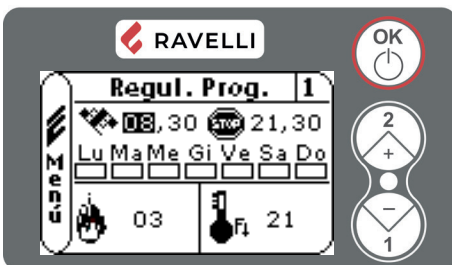 RAVELLI
OK
Regul. Prog. 1
08,30 STOP 21,30
Lu Ma Me Gi Ve Sa Do
Menú
03 21
2
+
−
1